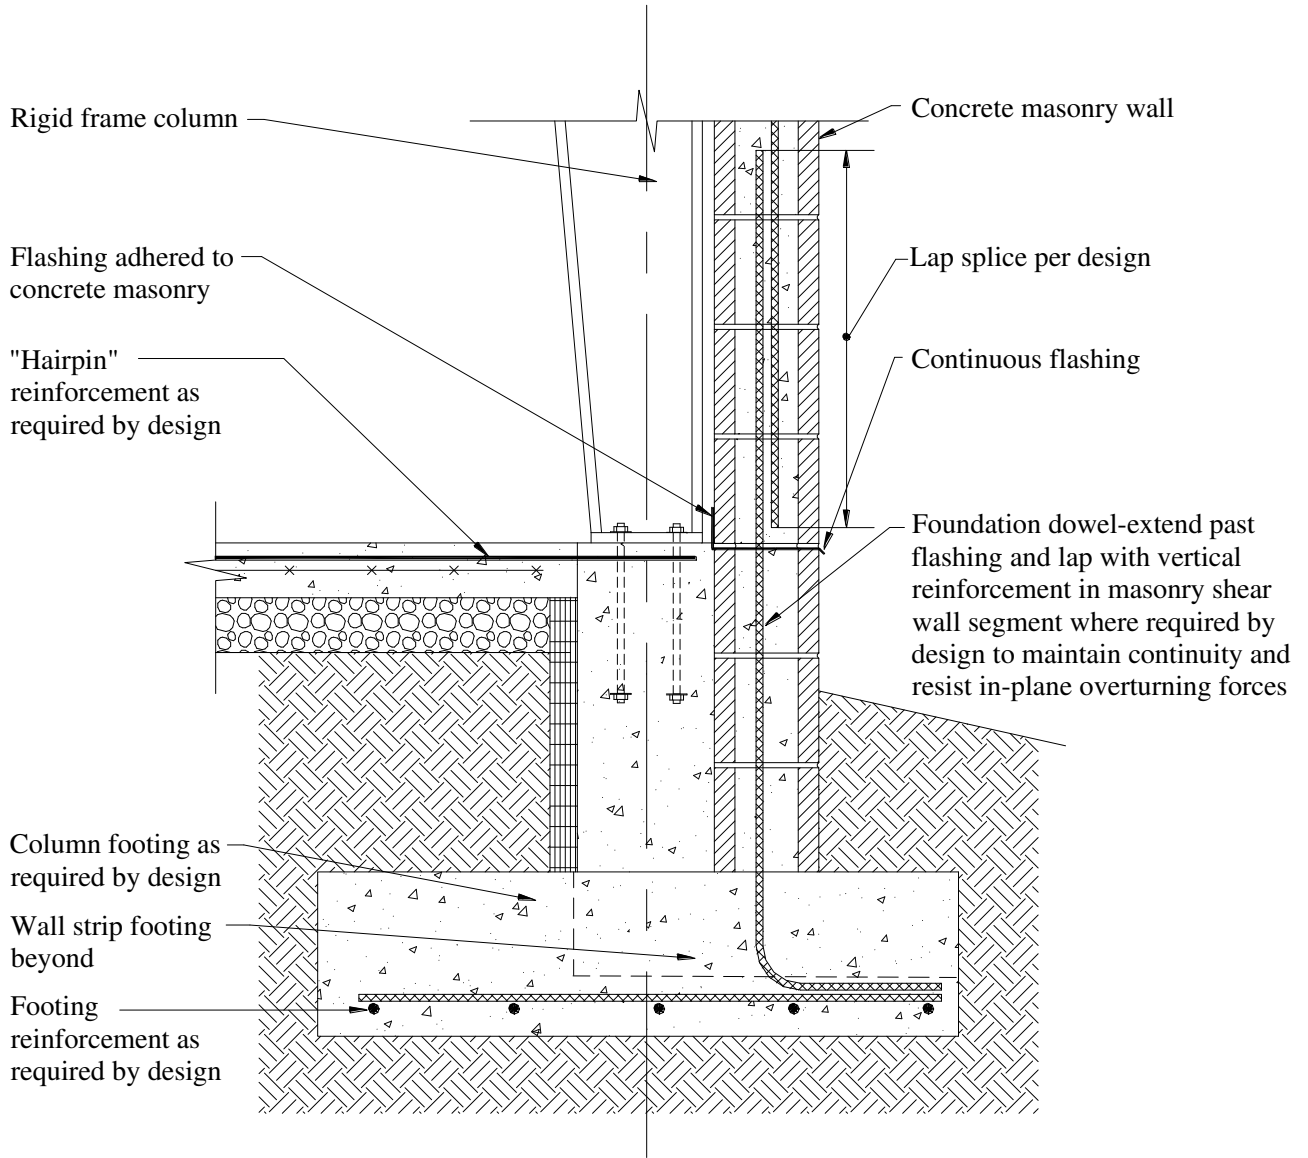 Rigid frame column
Flashing adhered to
concrete masonry
"Hairpin"
reinforcement as
required by design
Column footing as
required by design
Wall strip footing
beyond
Footing
reinforcement as
required by design
Concrete masonry wall
Lap splice per design
Continuous flashing
Foundation dowel-extend past
flashing and lap with vertical
reinforcement in masonry shear
wall segment where required by
design to maintain continuity and
resist in-plane overturning forces